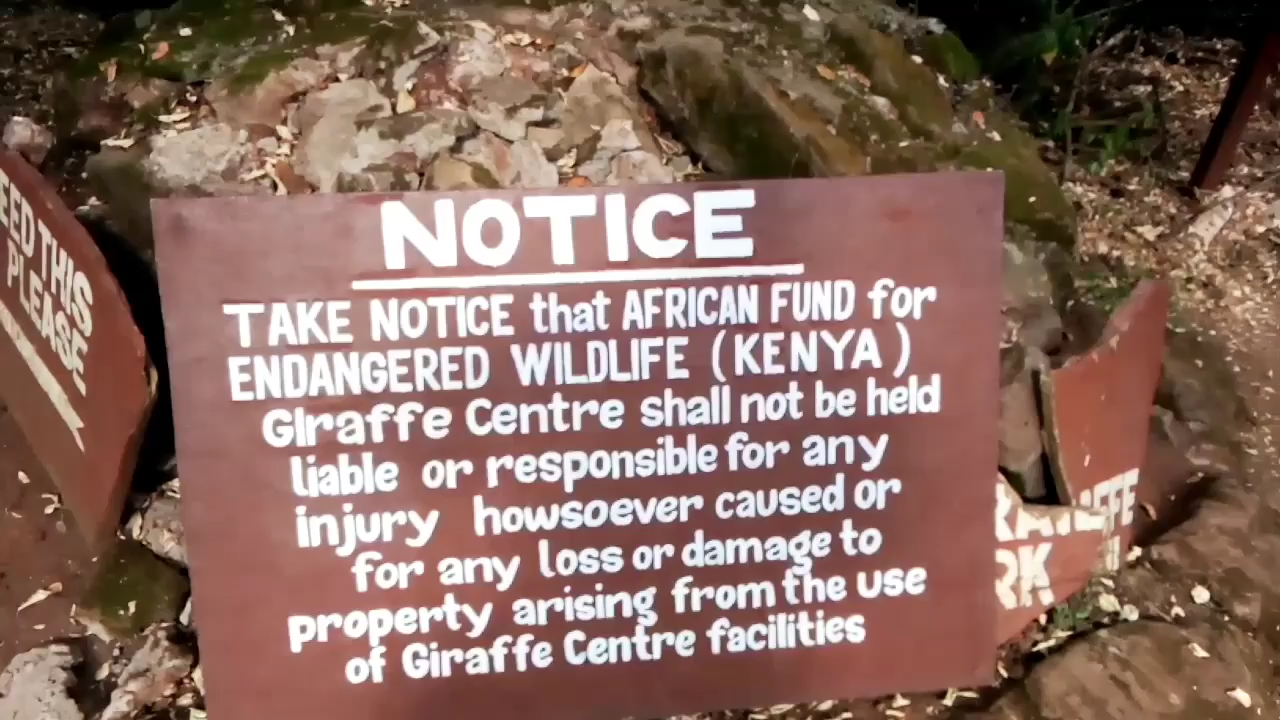 NOTICE
TAKE NOTICE that AFRICAN FUND for
ENDANGERED WILDLIFE (KENYA)
GIraffe Centre shall not be held
liable or responsible for any
injury howsoever caused or
for any loss or damage to
property arising from the use
of Giraffe Centre facilities
EED THIS
PLEASE